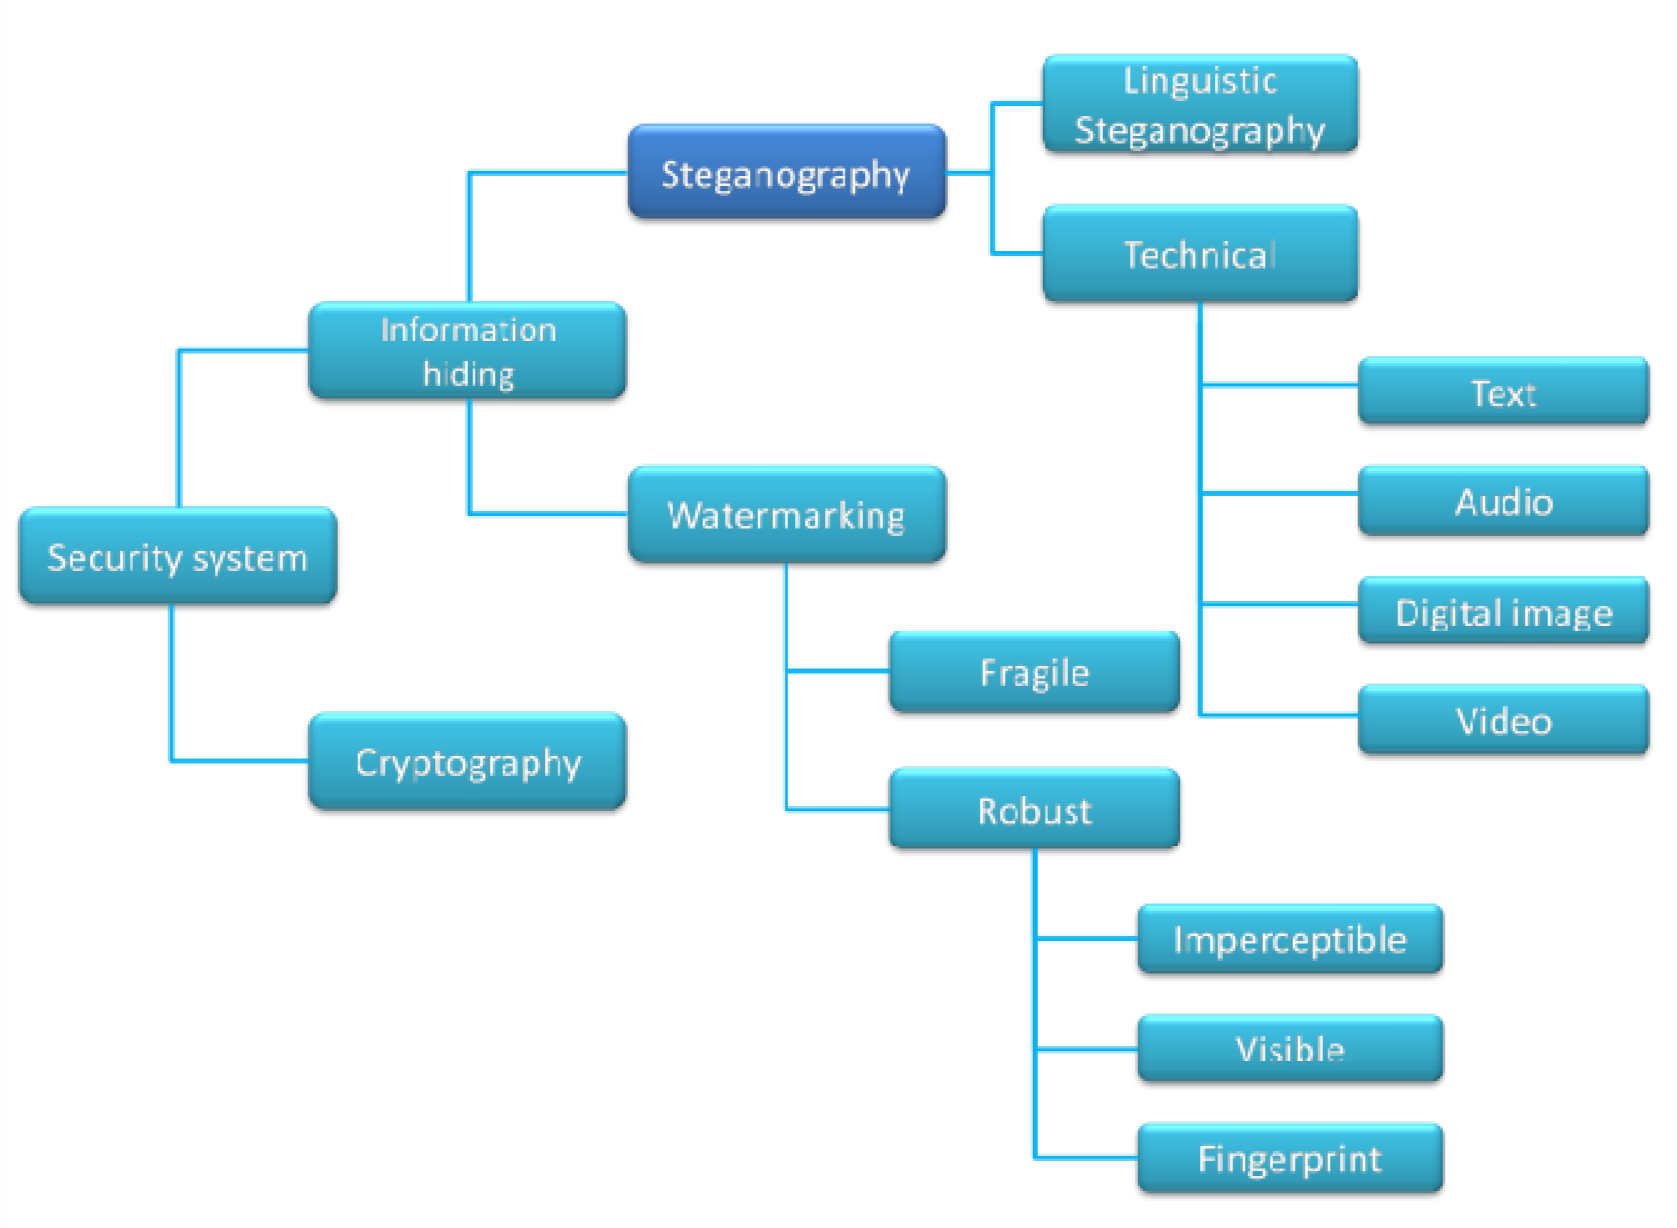 Linguistic
Steganography
Steganography
Technical
Information
hiding
Text
Audio
Watermarking
Security system
Digital image
Fragile
Video
Cryptography
Robust
Imperceptible
Visible
Fingerprint